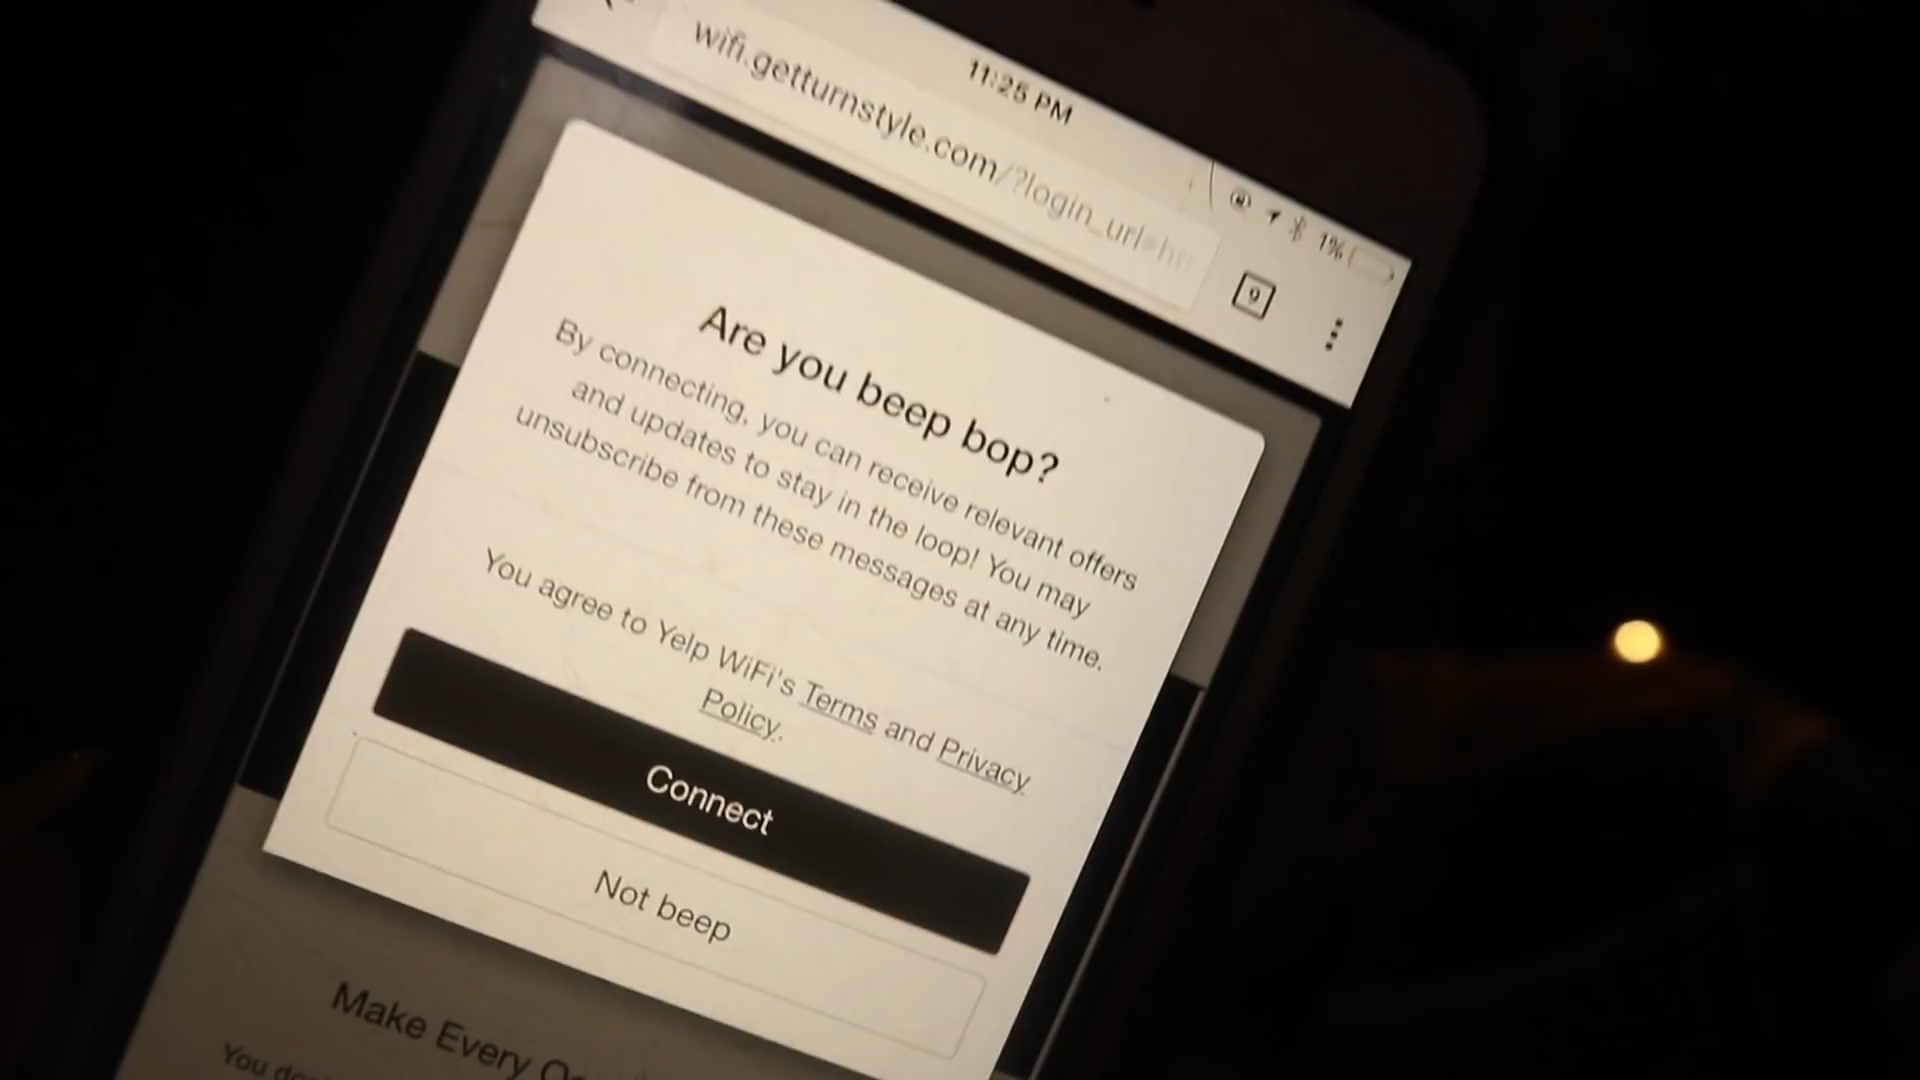 11:25 PM
1%
wifi.getturnstyle.com/?login_url=h
9
Are you beep bop?
By connecting, you can receive relevant offers
and updates to stay in the loop! You may
unsubscribe from these messages at any time.
You agree to Yelp WiFi's Terms and Privacy
Policy.
Connect
Not beep
Make Every
You